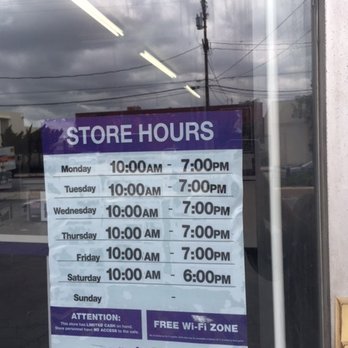 STORE HOURS
Monday 10:00AM - 7:00PM
Tuesday 10:00AM - 7:00PM
Wednesday 10:00AM - 7:00PM
Thursday 10:00AM - 7:00PM
Friday 10:00AM - 7:00PM
Saturday 10:00 AM - 6:00PM
Sunday -
ATTENTION:
This store has LIMITED CASH on hand.
Store personnel have NO ACCESS to the safe.
FREE Wi-Fi ZONE